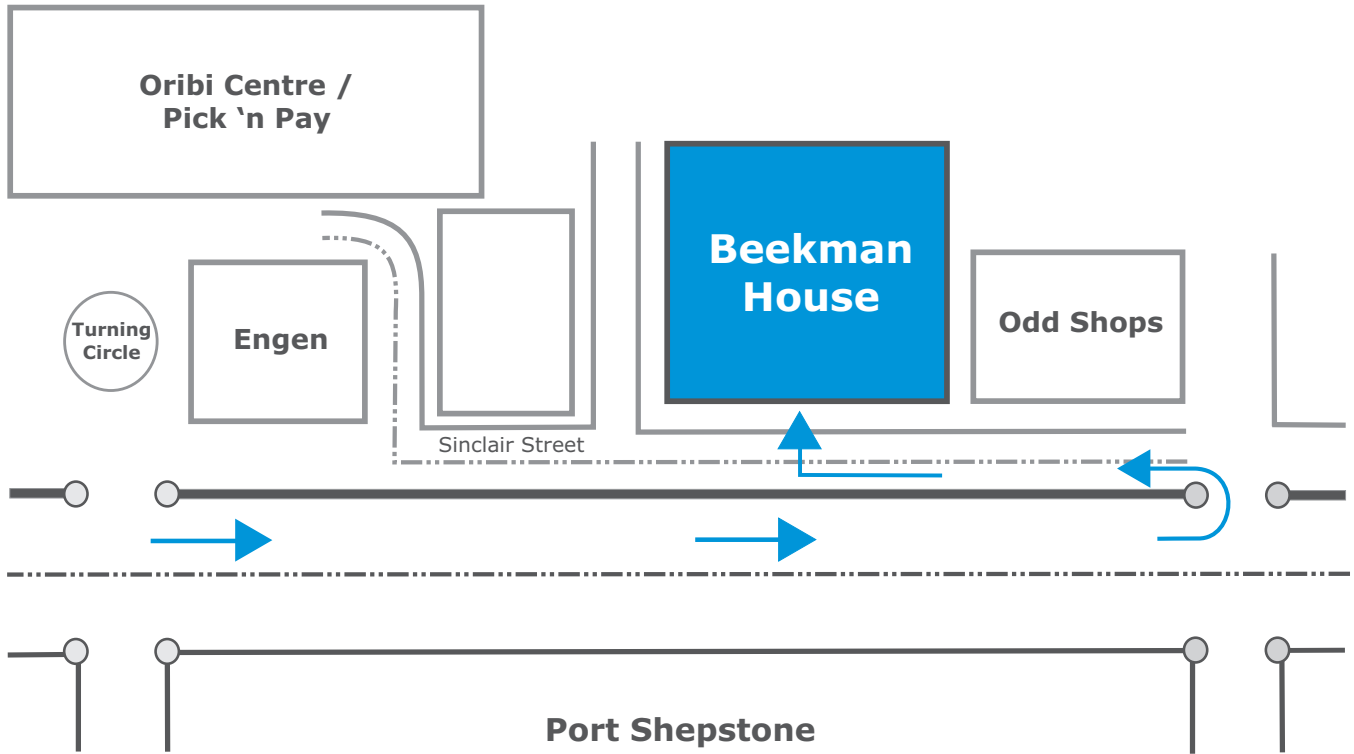 Oribi Centre /
Pick ‘n Pay
Beekman
House
Odd Shops
Turning
Circle
Engen
Sinclair Street
Port Shepstone